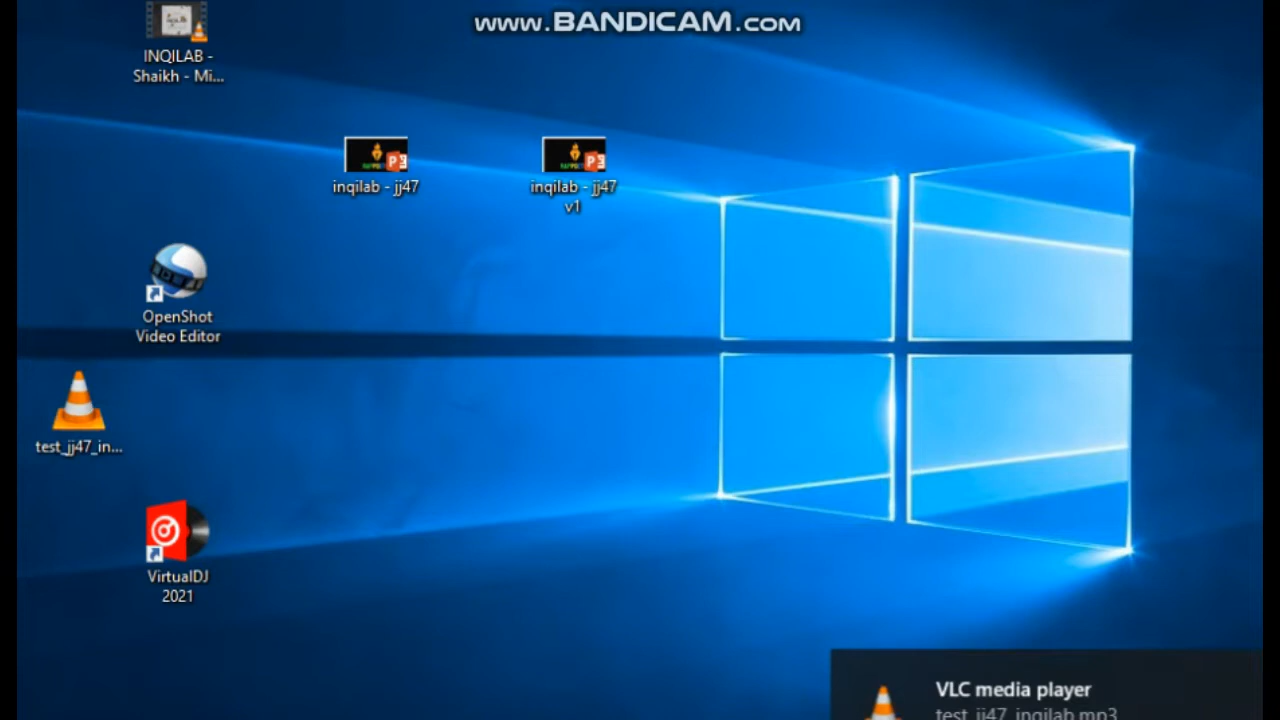 www.BANDICAM.com
INQILAB -
Shaikh - Mi...
inqilab - jj47
inqilab - jj47
v1
OpenShot
Video Editor
test_jj47_in...
VirtualDJ
2021
VLC media player
test_jj47_inqilab.mp3